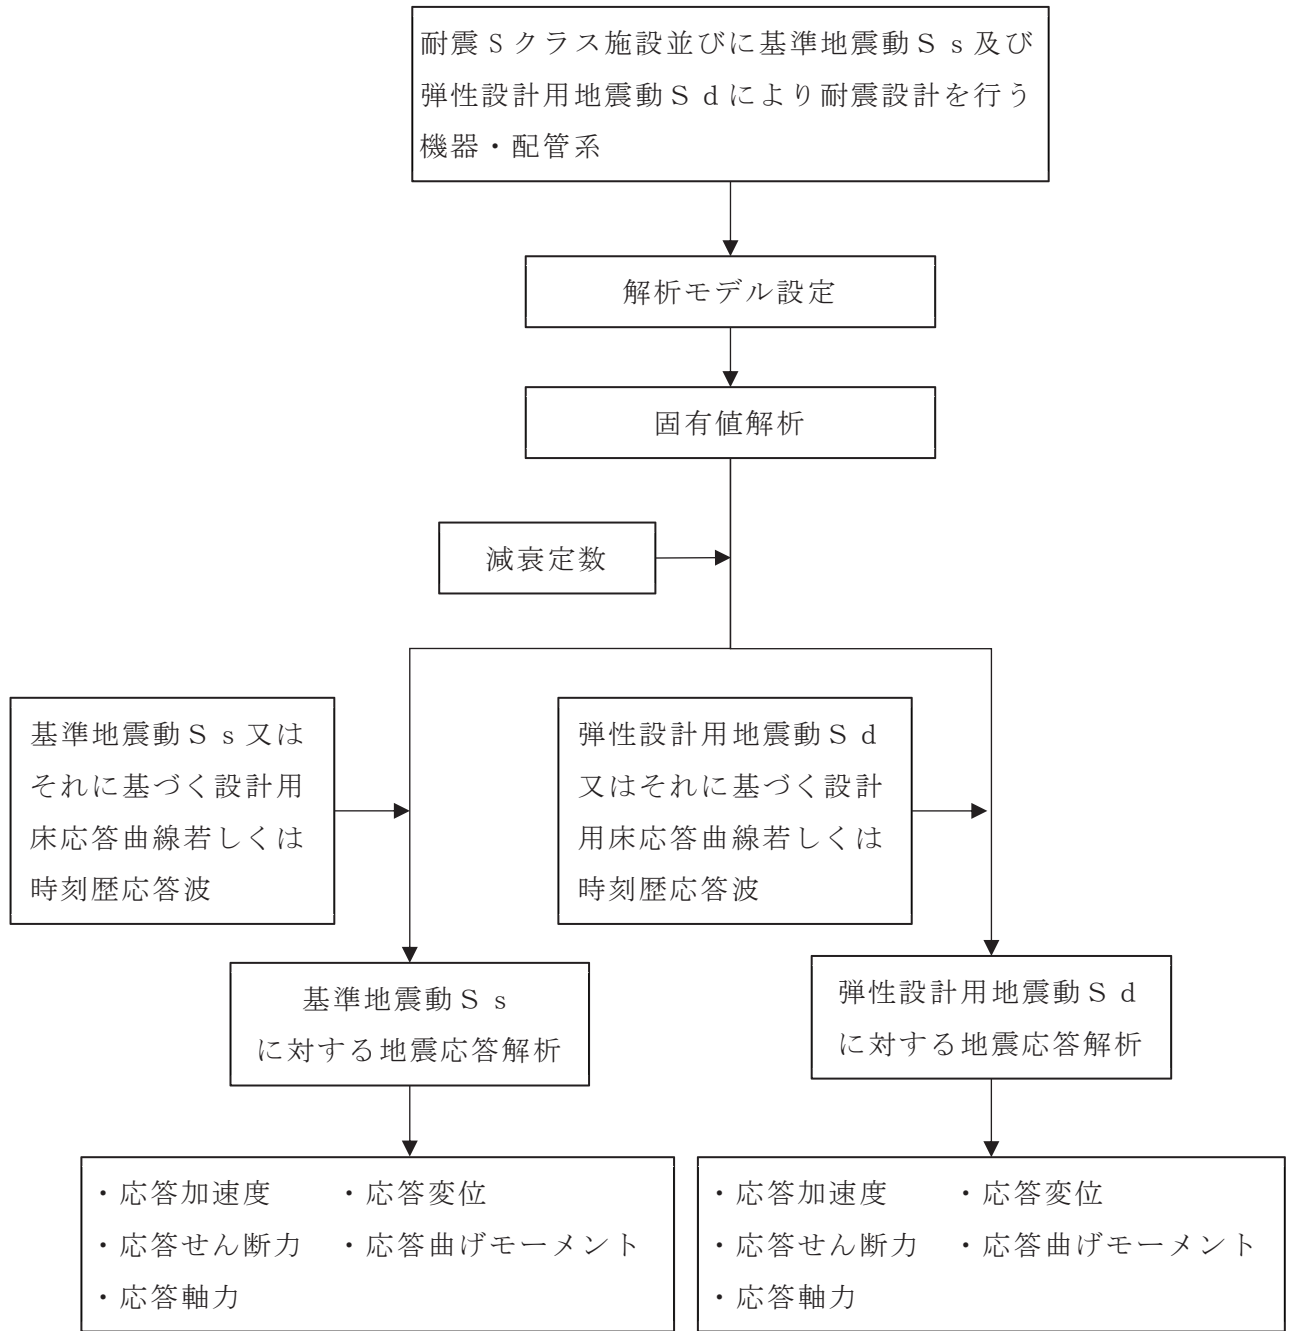 耐震Sクラス施設並びに基準地震動Ｓｓ及び
弾性設計用地震動Ｓｄにより耐震設計を行う
機器・配管系
解析モデル設定
固有値解析
減衰定数
基準地震動Ｓｓ又は
それに基づく設計用
床応答曲線若しくは
時刻歴応答波
弾性設計用地震動Ｓｄ
又はそれに基づく設計
用床応答曲線若しくは
時刻歴応答波
基準地震動Ｓｓ
に対する地震応答解析
弾性設計用地震動Ｓｄ
に対する地震応答解析
・応答加速度　・応答変位
・応答せん断力　・応答曲げモーメント
・応答軸力
・応答加速度　・応答変位
・応答せん断力　・応答曲げモーメント
・応答軸力